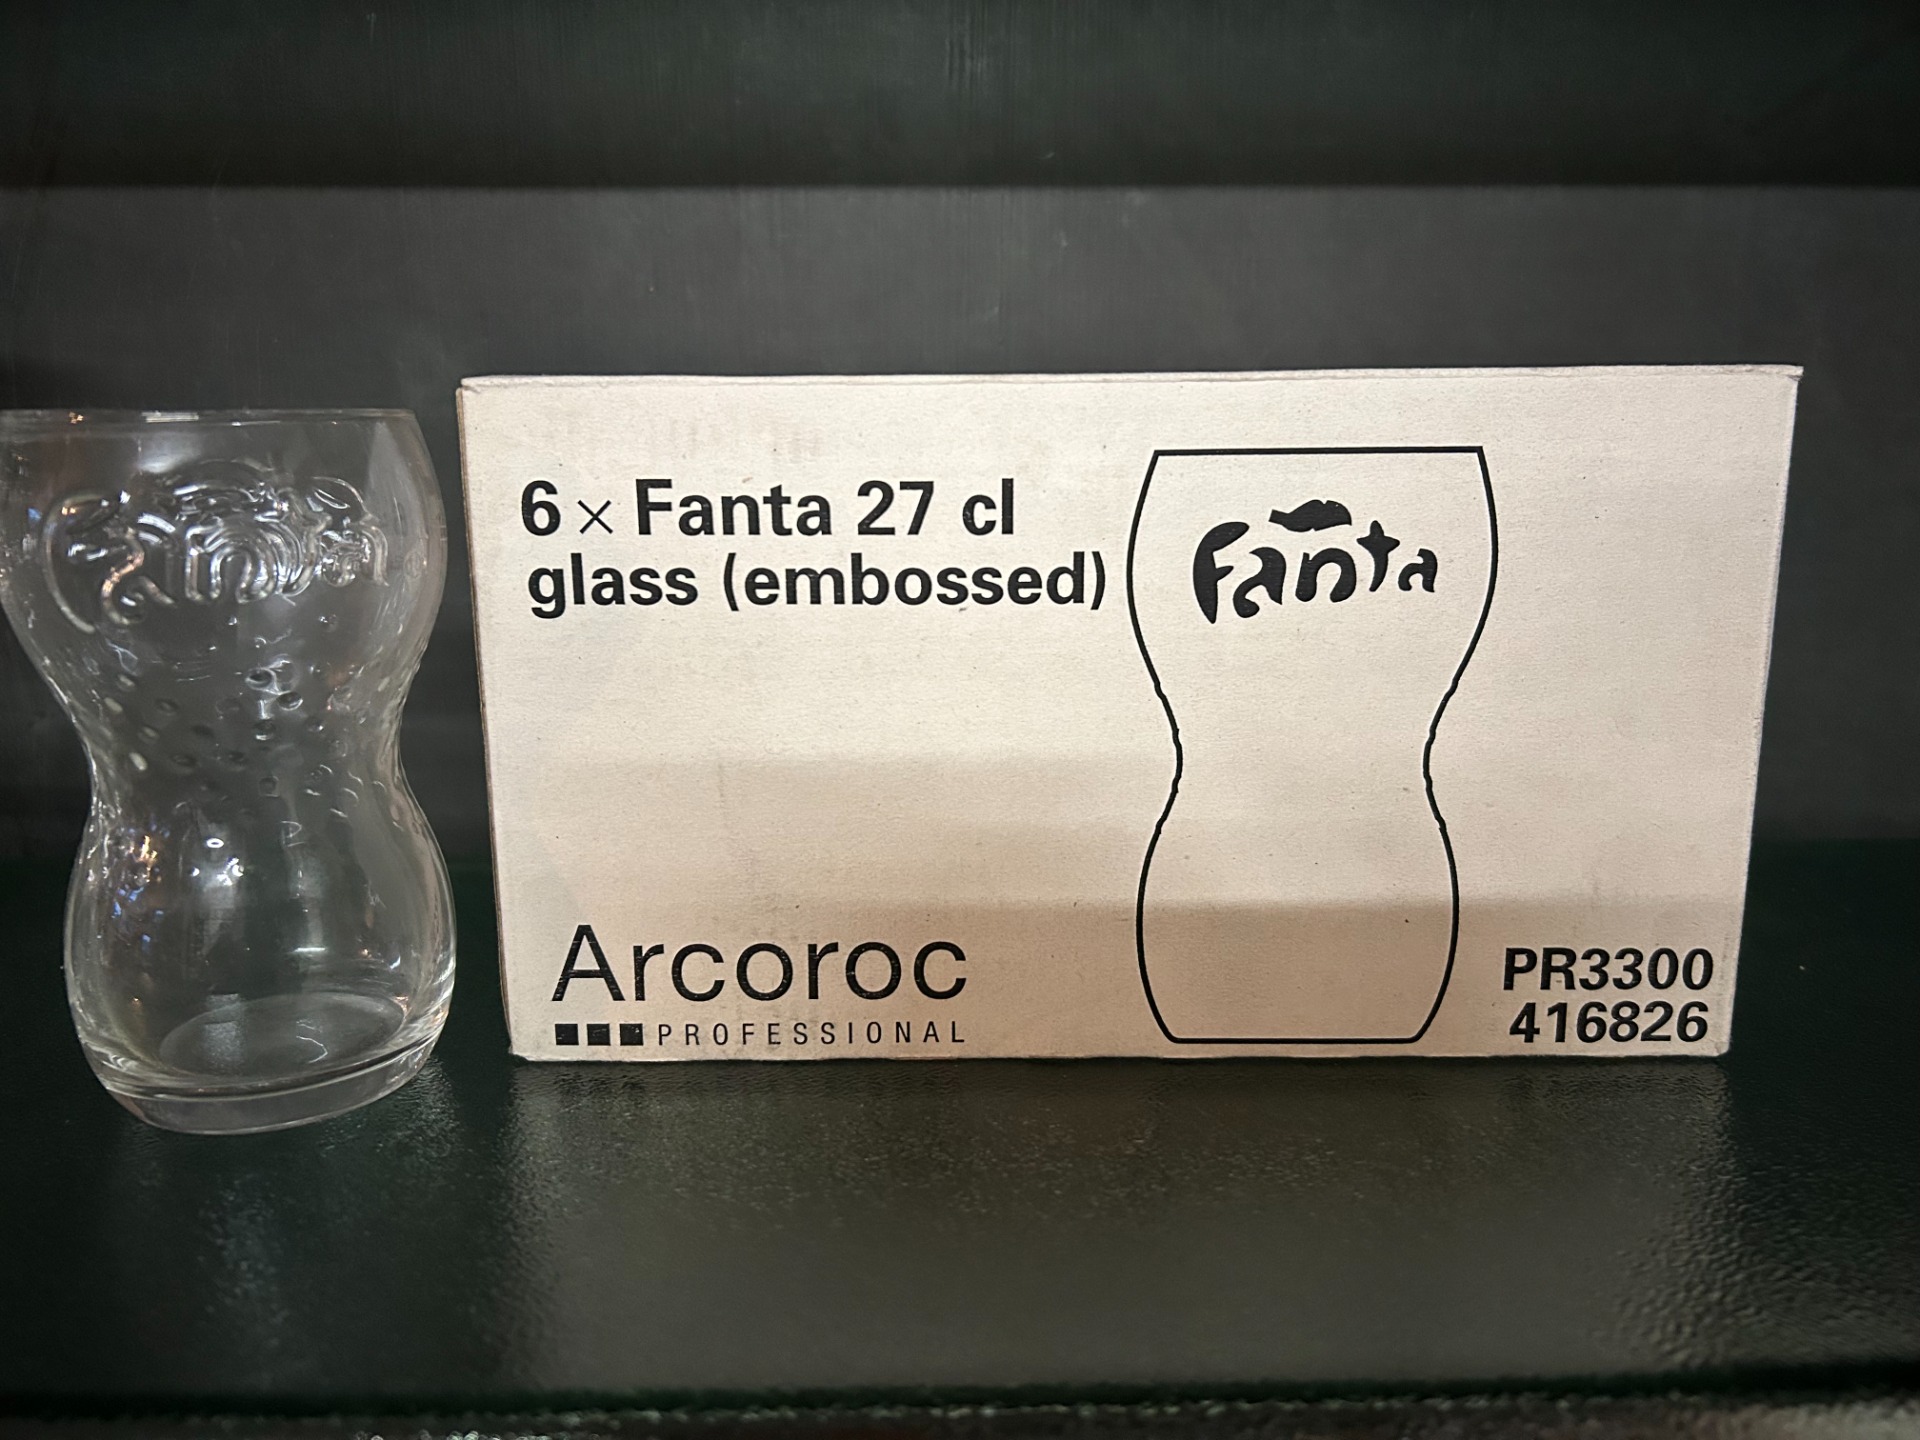 Fanta
6 × Fanta 27 cl
glass (embossed)
Fanta
Arcoroc
PROFESSIONAL
PR3300
416826